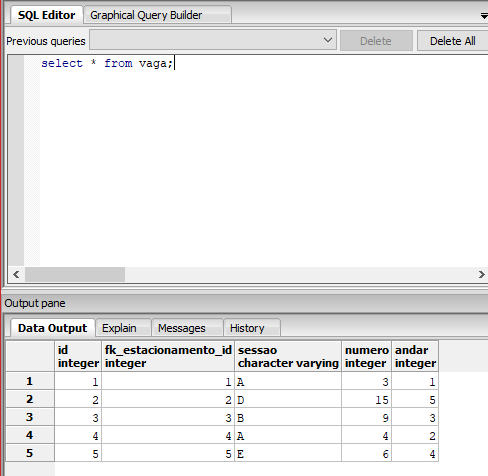 SQL Editor Graphical Query Builder
Previous queries Delete Delete All
select * from vaga;
Output pane
Data Output Explain Messages History
id fk_estacionamento_id sessao numero andar
integer integer character varying integer integer
1 1 1 A 3 1
2 2 2 D 15 5
3 3 3 B 9 3
4 4 4 A 4 2
5 5 5 E 6 4